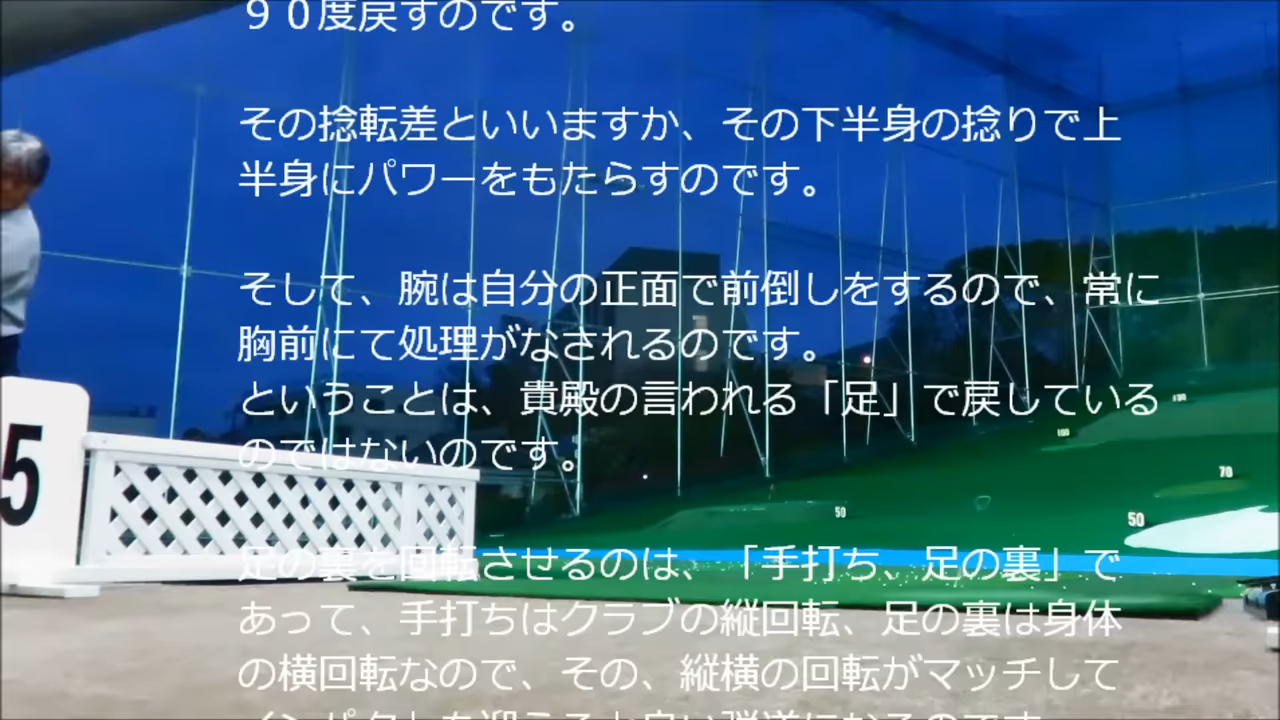 ９０度戻すのです。
その捻転差といいますか、その下半身の捻りで上
半身にパワーをもたらすのです。
そして、腕は自分の正面で前倒しをするので、常に
胸前にて処理がなされるのです。
ということは、貴殿の言われる「足」で戻している
のではないのです。
足の裏を回転させるのは、「手打ち、足の裏」で
あって、手打ちはクラブの縦回転、足の裏は身体
の横回転なので、その、縦横の回転がマッチして
5
50
50
70
100